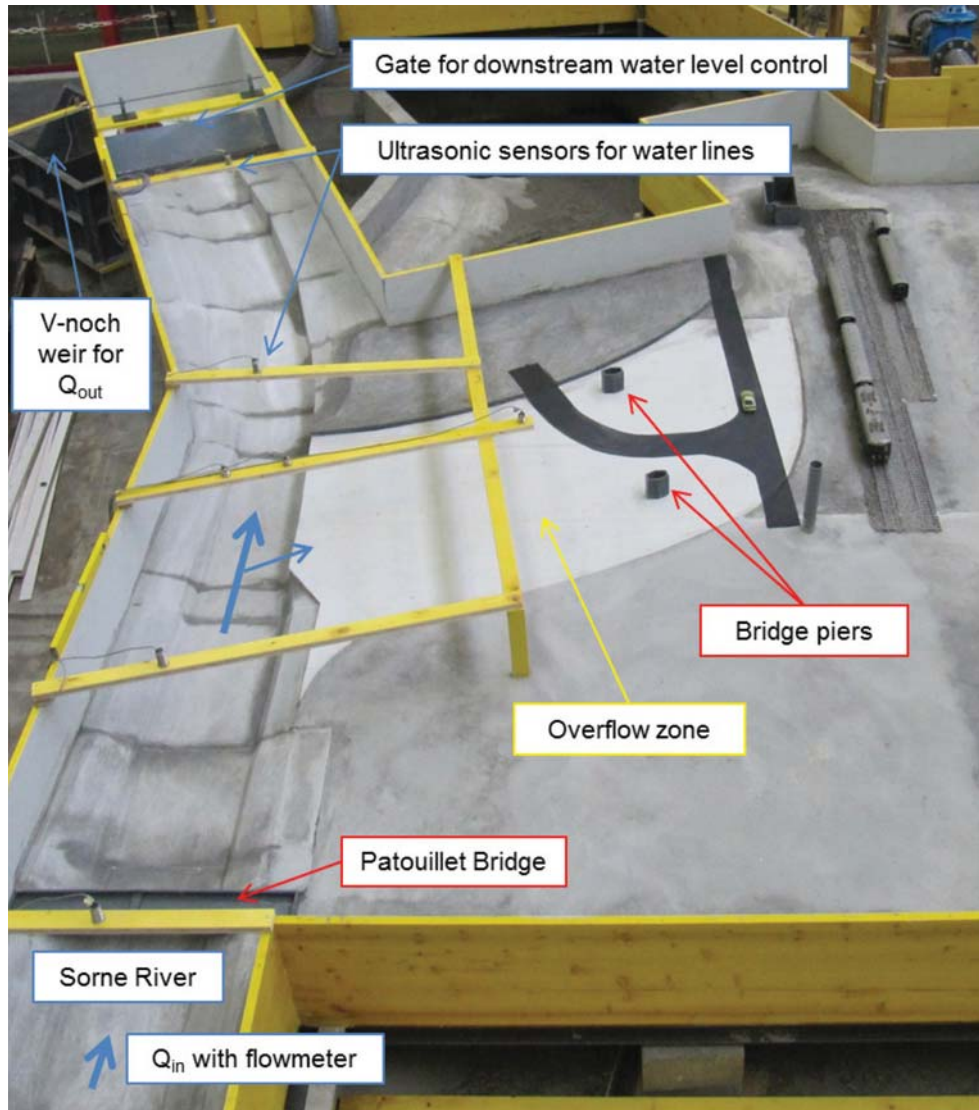 Gate for downstream water level control
Ultrasonic sensors for water lines
V-noch
weir for
Qout
Bridge piers
Overflow zone
Patouillet Bridge
Sorne River
Qin with flowmeter